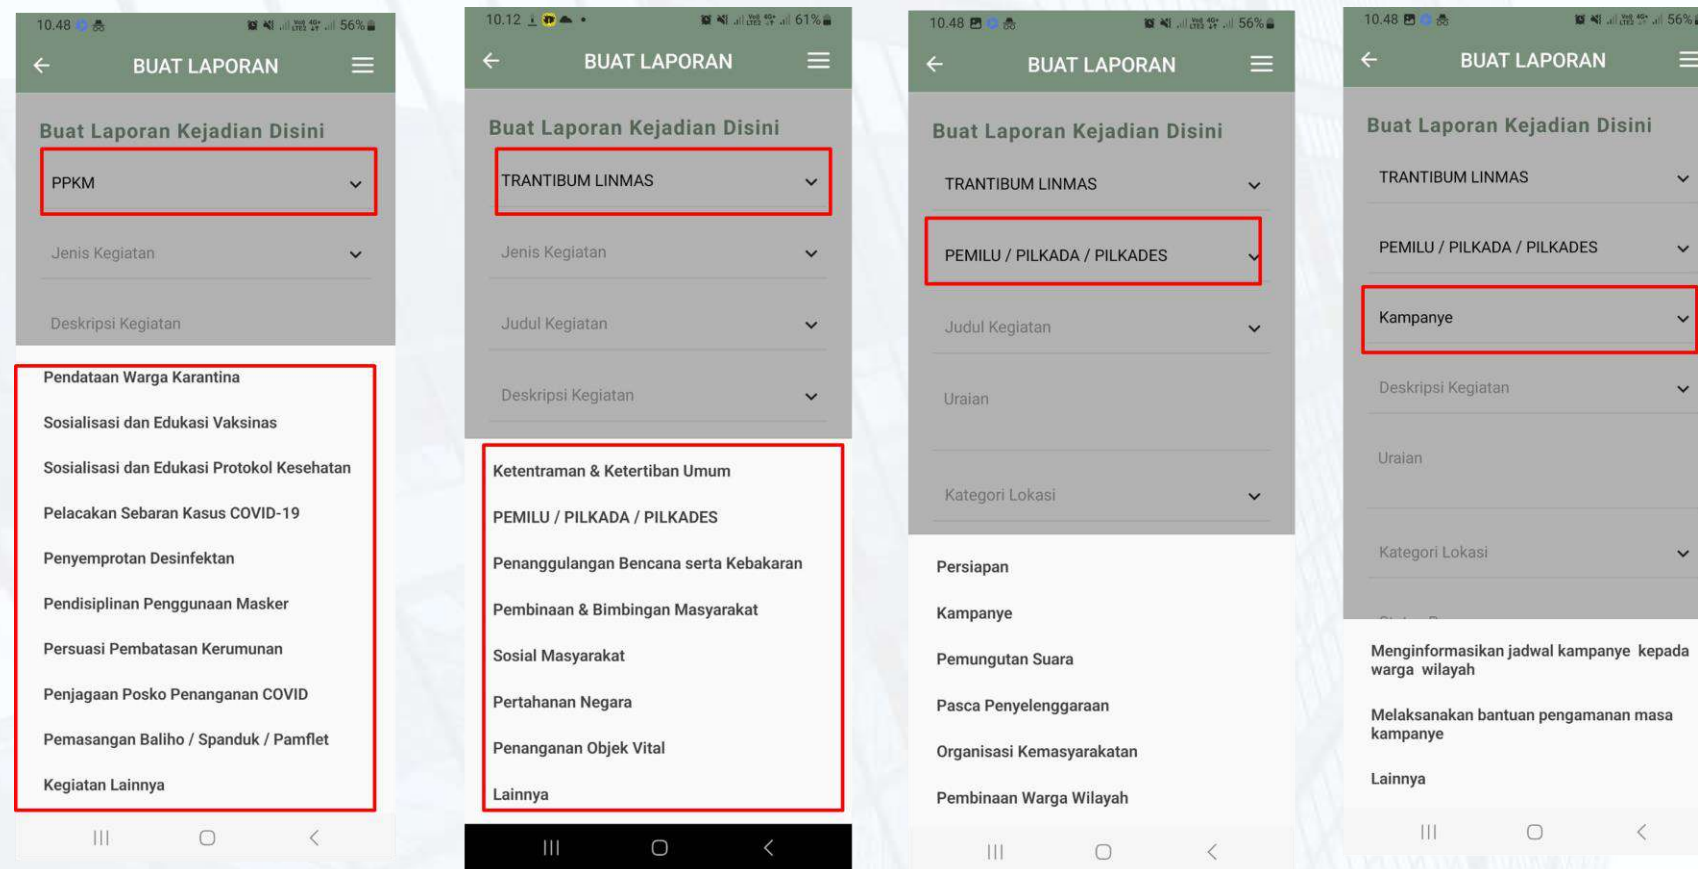 10.48
56%
BUAT LAPORAN
Buat Laporan Kejadian Disini
PPKM
Jenis Kegiatan
Deskripsi Kegiatan
Pendataan Warga Karantina
Sosialisasi dan Edukasi Vaksinas
Sosialisasi dan Edukasi Protokol Kesehatan
Pelacakan Sebaran Kasus COVID-19
Penyemprotan Desinfektan
Pendisiplinan Penggunaan Masker
Persuasi Pembatasan Kerumunan
Penjagaan Posko Penanganan COVID
Pemasangan Baliho / Spanduk / Pamflet
Kegiatan Lainnya
10.12
61%
BUAT LAPORAN
Buat Laporan Kejadian Disini
TRANTIBUM LINMAS
Jenis Kegiatan
Judul Kegiatan
Deskripsi Kegiatan
Ketentraman & Ketertiban Umum
PEMILU / PILKADA / PILKADES
Penanggulangan Bencana serta Kebakaran
Pembinaan & Bimbingan Masyarakat
Sosial Masyarakat
Pertahanan Negara
Penanganan Objek Vital
Lainnya
10.48
56%
BUAT LAPORAN
Buat Laporan Kejadian Disini
TRANTIBUM LINMAS
PEMILU / PILKADA / PILKADES
Judul Kegiatan
Uraian
Kategori Lokasi
Persiapan
Kampanye
Pemungutan Suara
Pasca Penyelenggaraan
Organisasi Kemasyarakatan
Pembinaan Warga Wilayah
10.48
56%
BUAT LAPORAN
Buat Laporan Kejadian Disini
TRANTIBUM LINMAS
PEMILU / PILKADA / PILKADES
Kampanye
Deskripsi Kegiatan
Uraian
Kategori Lokasi
Menginformasikan jadwal kampanye kepada
warga wilayah
Melaksanakan bantuan pengamanan masa
kampanye
Lainnya